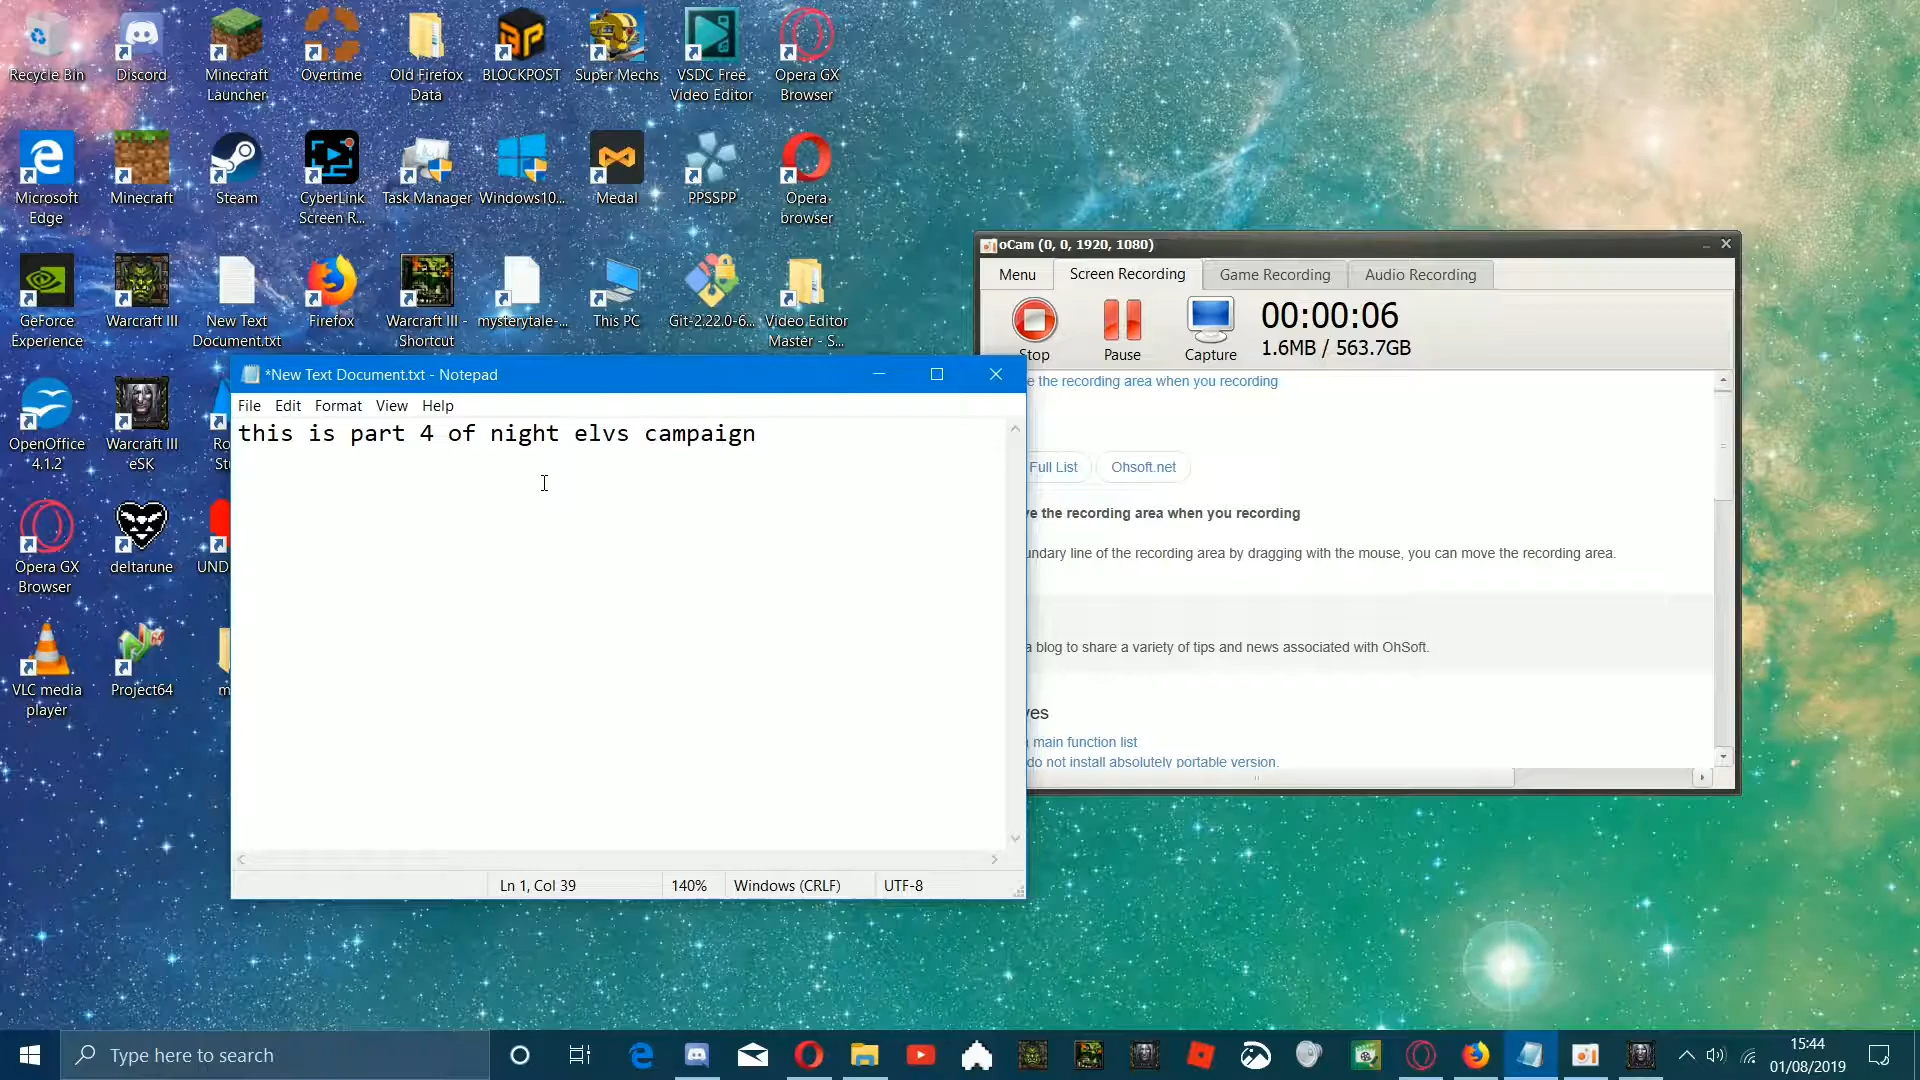 Recycle Bin
Discord
Minecraft
Launcher
Overtime
Old Firefox
Data
BLOCKPOST
Super Mechs
VSDC Free
Video Editor
Opera GX
Browser
Microsoft
Edge
Minecraft
Steam
CyberLink
Screen R...
Task Manager
Windows10...
Medal
PPSSPP
Opera
browser
GeForce
Experience
Warcraft III
New Text
Document.txt
Firefox
Warcraft III -
Shortcut
mysterytale-...
This PC
Git-2.22.0-6...
Video Editor
Master - S...
OpenOffice
4.1.2
Warcraft III
eSK
Ro
Stu
Opera GX
Browser
deltarune
UND
VLC media
player
Project64
m
*New Text Document.txt - Notepad
File Edit Format View Help
this is part 4 of night elvs campaign
Ln 1, Col 39 140% Windows (CRLF) UTF-8
oCam (0, 0, 1920, 1080)
Menu Screen Recording Game Recording Audio Recording
Stop Pause Capture
00:00:06
1.6MB / 563.7GB
e the recording area when you recording
Full List Ohsoft.net
ve the recording area when you recording
undary line of the recording area by dragging with the mouse, you can move the recording area.
a blog to share a variety of tips and news associated with OhSoft.
ves
main function list
do not install absolutely portable version.
Type here to search
15:44
01/08/2019